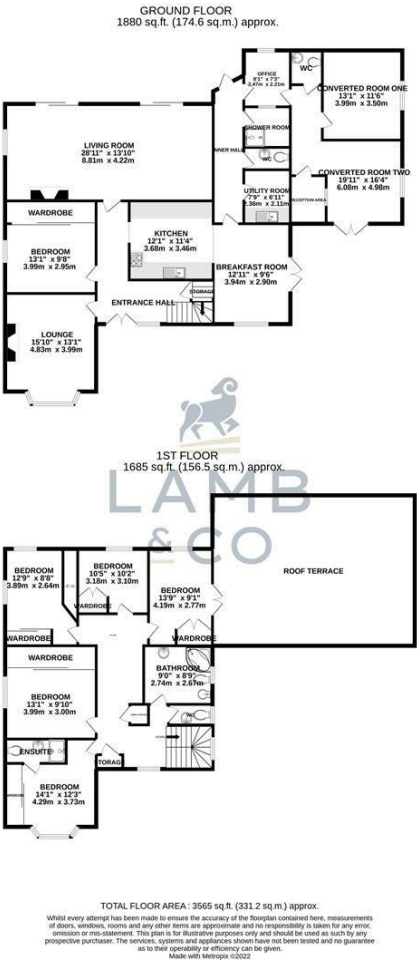 GROUND FLOOR
1880 sq.ft. (174.6 sq.m.) approx.
OFFICE
8'1" x 7'3"
2.47m x 2.21m
WC
CONVERTED ROOM ONE
13'1" x 11'6"
3.99m x 3.50m
LIVING ROOM
28'11" x 13'10"
8.81m x 4.22m
SHOWER ROOM
INNER HALL
WC
CONVERTED ROOM TWO
19'11" x 16'4"
6.08m x 4.98m
UTILITY ROOM
7'9" x 6'11"
2.36m x 2.11m
RECEPTION AREA
WARDROBE
BEDROOM
13'1" x 9'8"
3.99m x 2.95m
KITCHEN
12'1" x 11'4"
3.68m x 3.46m
BREAKFAST ROOM
12'11" x 9'6"
3.94m x 2.90m
STORAGE
ENTRANCE HALL
LOUNGE
15'10" x 13'1"
4.83m x 3.99m
1ST FLOOR
1685 sq.ft. (156.5 sq.m.) approx.
LAMB
& CO
ROOF TERRACE
BEDROOM
12'9" x 8'8"
3.89m x 2.64m
BEDROOM
10'5" x 10'2"
3.18m x 3.10m
BEDROOM
13'9" x 9'1"
4.19m x 2.77m
WARDROBE
WARDROBE
WARDROBE
WARDROBE
BATHROOM
9'0" x 8'9"
2.74m x 2.67m
BEDROOM
13'1" x 9'10"
3.99m x 3.00m
WC
DOWN
ENSUITE
STORAGE
WARDROBE
BEDROOM
14'1" x 12'3"
4.29m x 3.73m
TOTAL FLOOR AREA : 3565 sq.ft. (331.2 sq.m.) approx.
Whilst every attempt has been made to ensure the accuracy of the floorplan contained here, measurements
of doors, windows, rooms and any other items are approximate and no responsibility is taken for any error,
omission or mis-statement. This plan is for illustrative purposes only and should be used as such by any
prospective purchaser. The services, systems and appliances shown have not been tested and no guarantee
as to their operability or efficiency can be given.
Made with Metropix ©2022